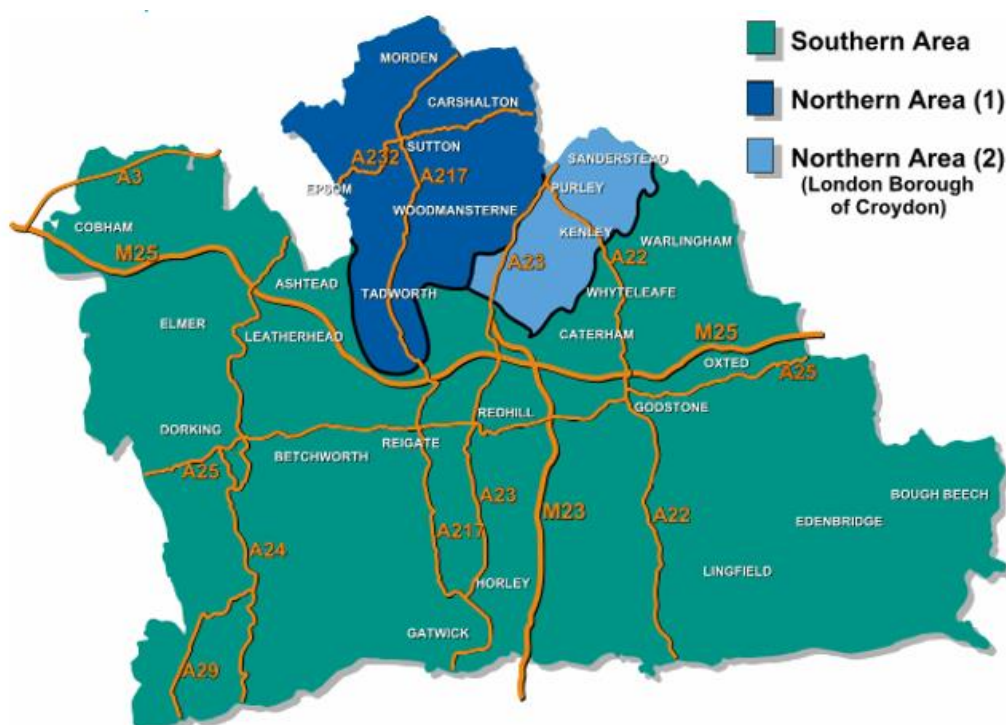 MORDEN
Southern Area
CARSHALTON
Northern Area (1)
SUTTON
A232
A217
EPSOM
SANDERSTEAD
Northern Area (2)
(London Borough
of Croydon)
A3
PURLEY
WOODMANSTERNE
COBHAM
KENLEY
WARLINGHAM
M25
A23
A22
ASHTEAD
TADWORTH
WHYTELEAFE
ELMER
LEATHERHEAD
CATERHAM
M25
OXTED
A25
GODSTONE
REDHILL
DORKING
REIGATE
BETCHWORTH
A25
A23
M23
A22
BOUGH BEECH
A217
EDENBRIDGE
A24
LINGFIELD
HORLEY
GATWICK
A29